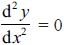 d²y/dx² = 0